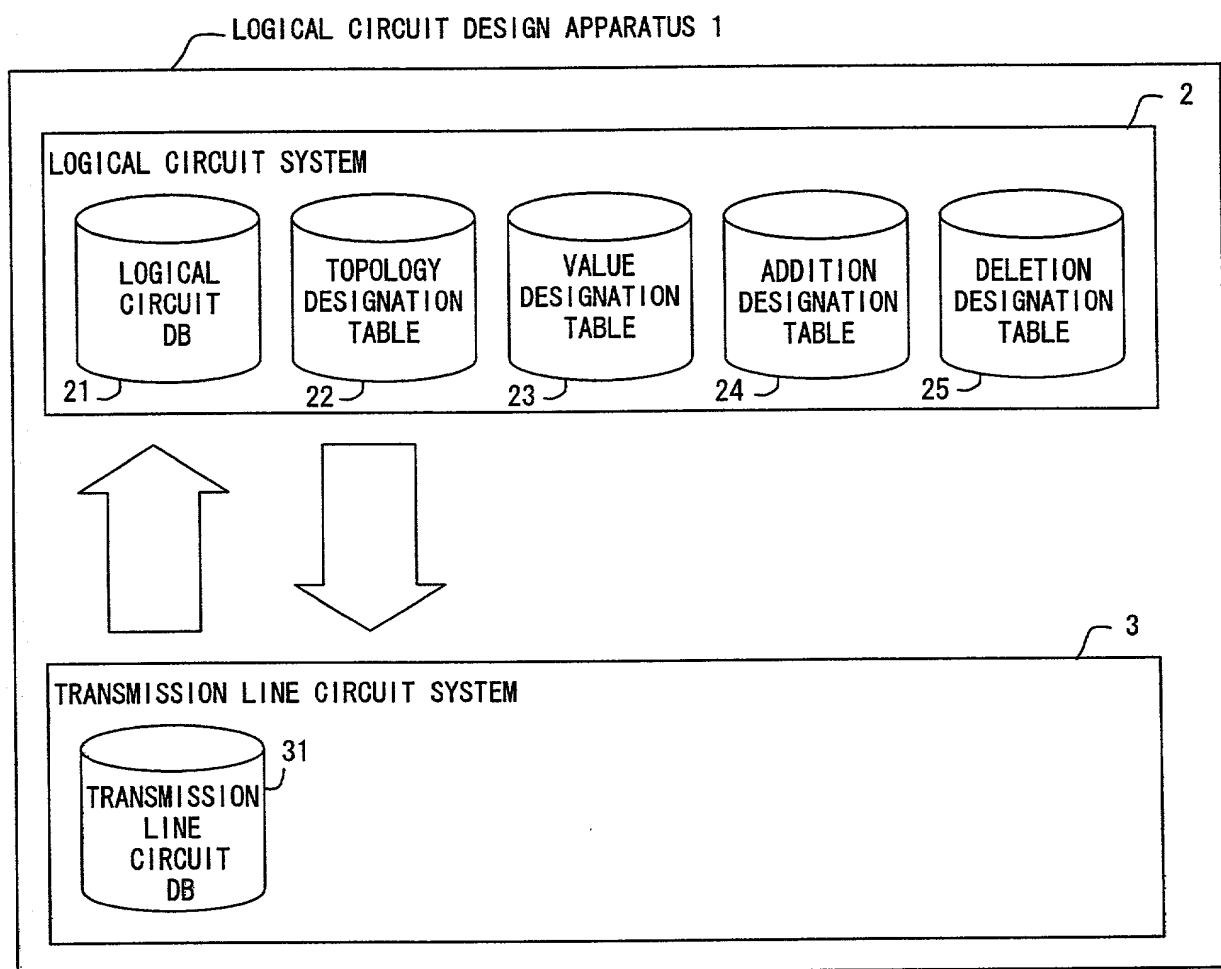 LOGICAL CIRCUIT DESIGN APPARATUS 1
2
LOGICAL CIRCUIT SYSTEM
LOGICAL
CIRCUIT
DB
21
TOPOLOGY
DESIGNATION
TABLE
22
VALUE
DESIGNATION
TABLE
23
ADDITION
DESIGNATION
TABLE
24
DELETION
DESIGNATION
TABLE
25
3
TRANSMISSION LINE CIRCUIT SYSTEM
31
TRANSMISSION
LINE
CIRCUIT
DB